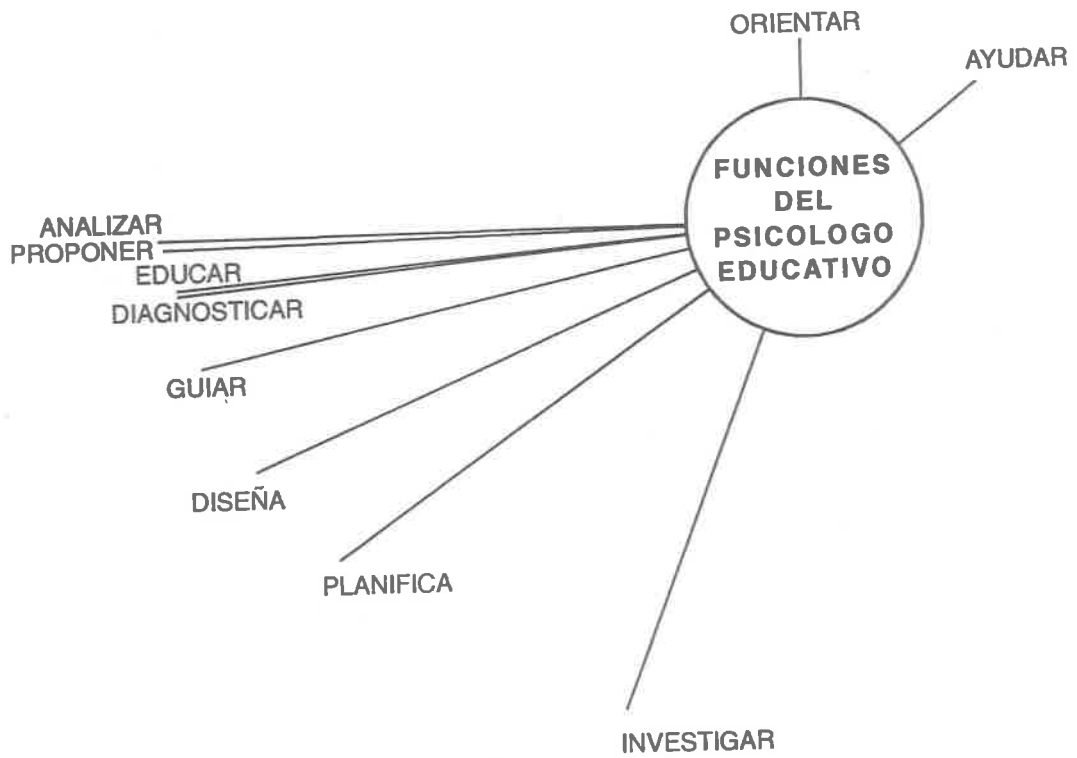 ORIENTAR
AYUDAR
FUNCIONES
DEL
PSICOLOGO
EDUCATIVO
ANALIZAR
PROPONER
EDUCAR
DIAGNOSTICAR
GUIAR
DISEÑA
PLANIFICA
INVESTIGAR